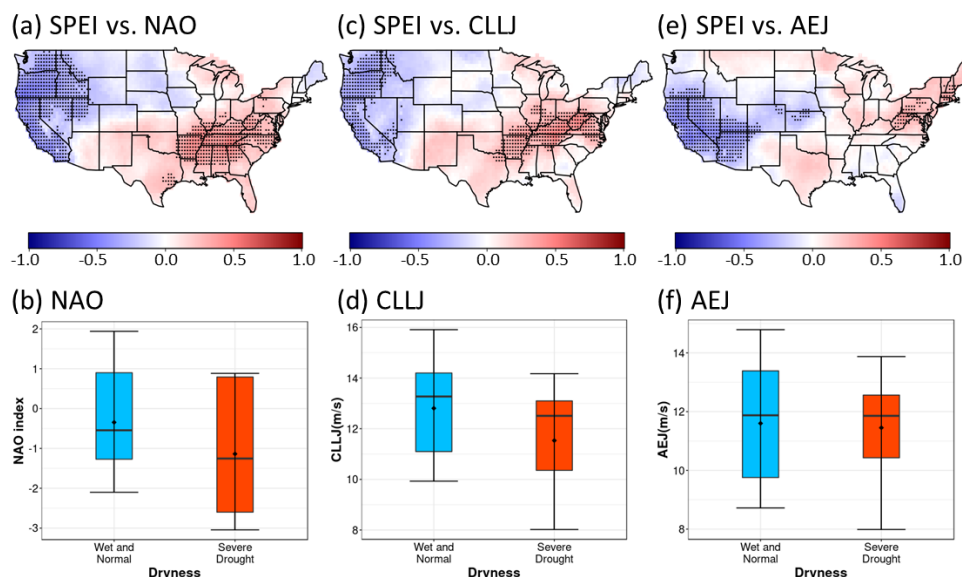 (a) SPEI vs. NAO
(c) SPEI vs. CLLJ
(e) SPEI vs. AEJ
-1.0 -0.5 0.0 0.5 1.0
-1.0 -0.5 0.0 0.5 1.0
-1.0 -0.5 0.0 0.5 1.0
(b) NAO
2
1
0
-1
-2
-3
NAO index
Wet and
Normal
Severe
Drought
Dryness
(d) CLLJ
16
14
12
10
8
CLLJ(m/s)
Wet and
Normal
Severe
Drought
Dryness
(f) AEJ
14
12
10
8
AEJ(m/s)
Wet and
Normal
Severe
Drought
Dryness